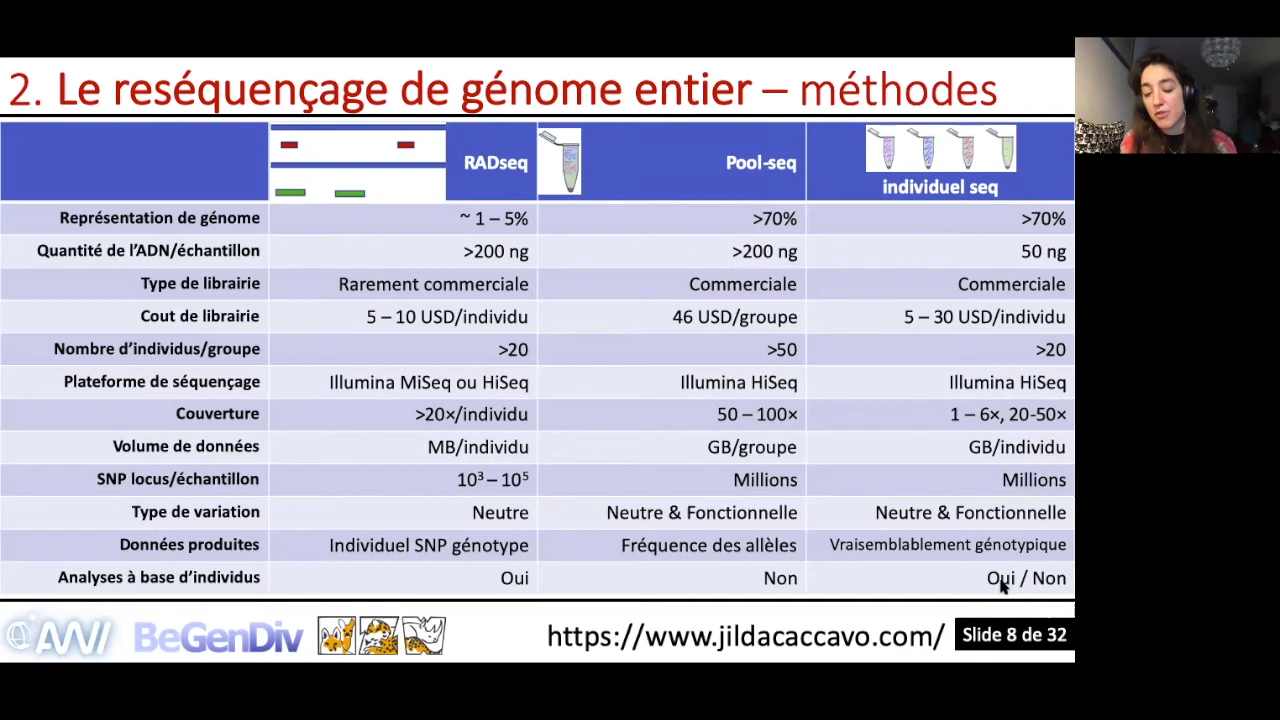 2. Le reséquençage de génome entier – méthodes
RADseq Pool-seq individuel seq
Représentation de génome ~ 1 – 5% >70% >70%
Quantité de l'ADN/échantillon >200 ng >200 ng 50 ng
Type de librairie Rarement commerciale Commerciale Commerciale
Cout de librairie 5 – 10 USD/individu 46 USD/groupe 5 – 30 USD/individu
Nombre d'individus/groupe >20 >50 >20
Plateforme de séquençage Illumina MiSeq ou HiSeq Illumina HiSeq Illumina HiSeq
Couverture >20×/individu 50 – 100× 1 – 6×, 20-50×
Volume de données MB/individu GB/groupe GB/individu
SNP locus/échantillon 10³ – 10⁵ Millions Millions
Type de variation Neutre Neutre & Fonctionnelle Neutre & Fonctionnelle
Données produites Individuel SNP génotype Fréquence des allèles Vraisemblablement génotypique
Analyses à base d'individus Oui Non Oui / Non
AWI BeGenDiv https://www.jildacaccavo.com/ Slide 8 de 32